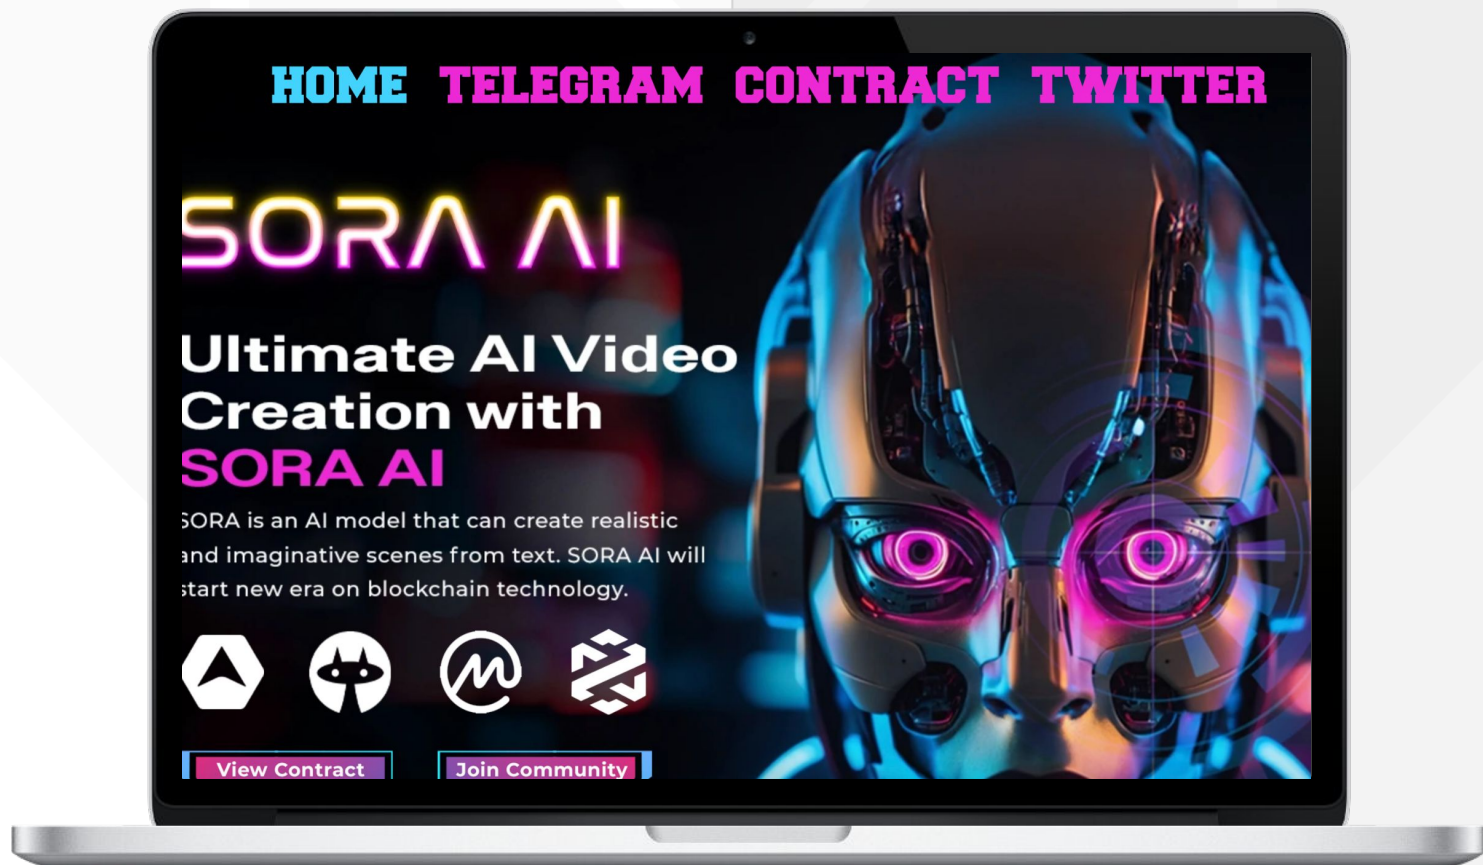 HOME TELEGRAM CONTRACT TWITTER
SORA AI
Ultimate AI Video
Creation with
SORA AI
SORA is an AI model that can create realistic
and imaginative scenes from text. SORA AI will
start new era on blockchain technology.
View Contract Join Community